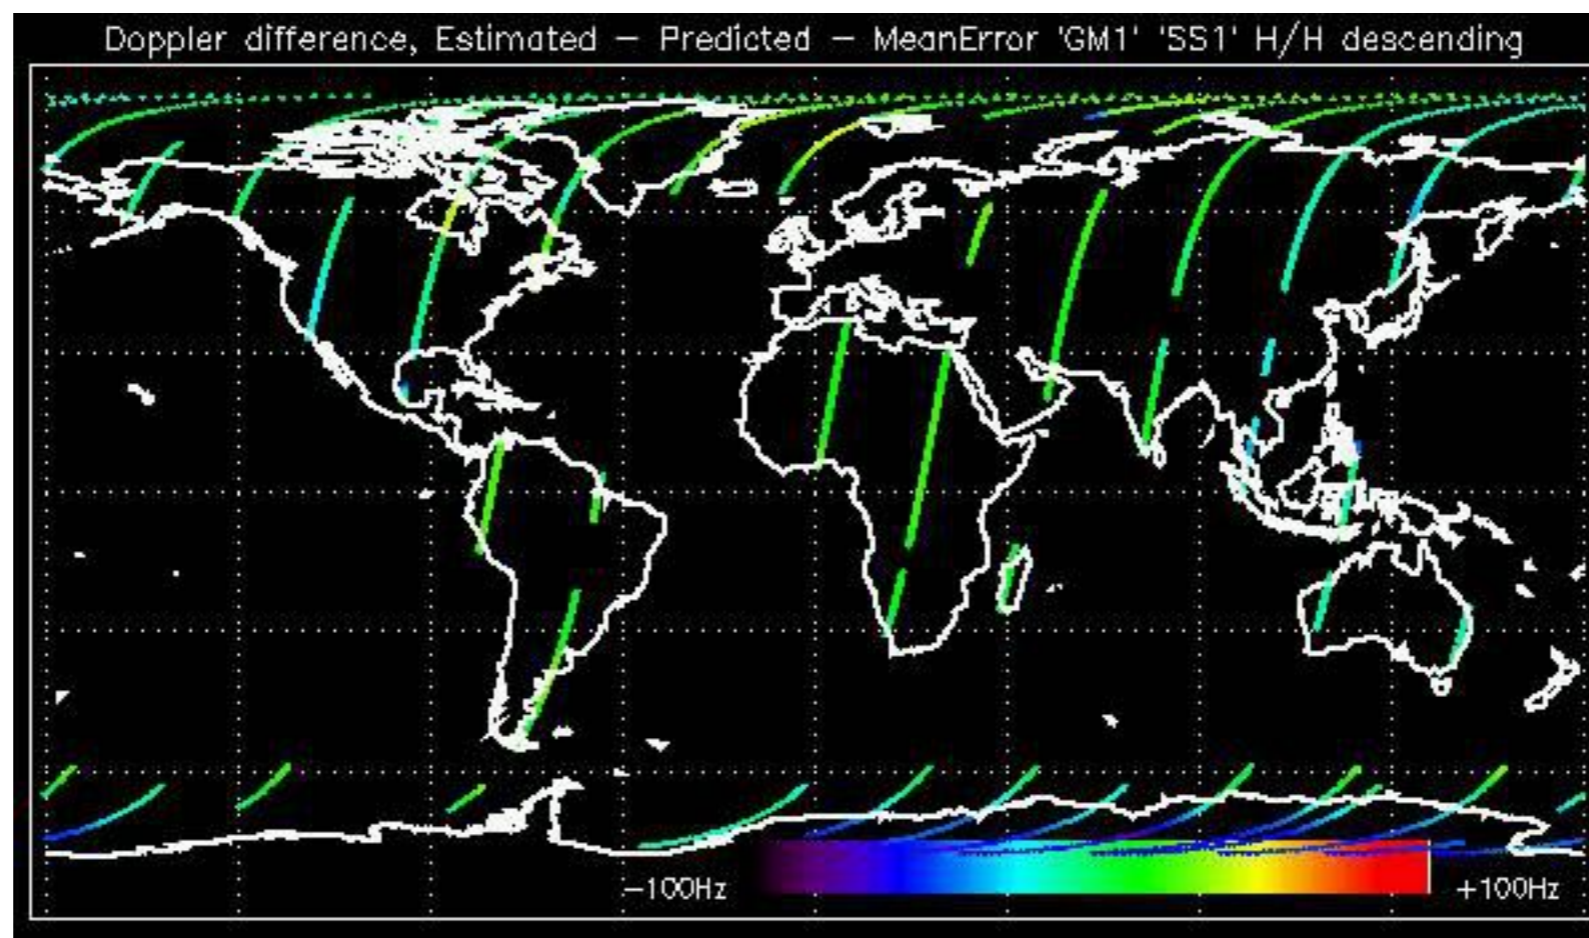 Doppler difference, Estimated – Predicted – MeanError 'GM1' 'SS1' H/H descending
–100Hz +100Hz